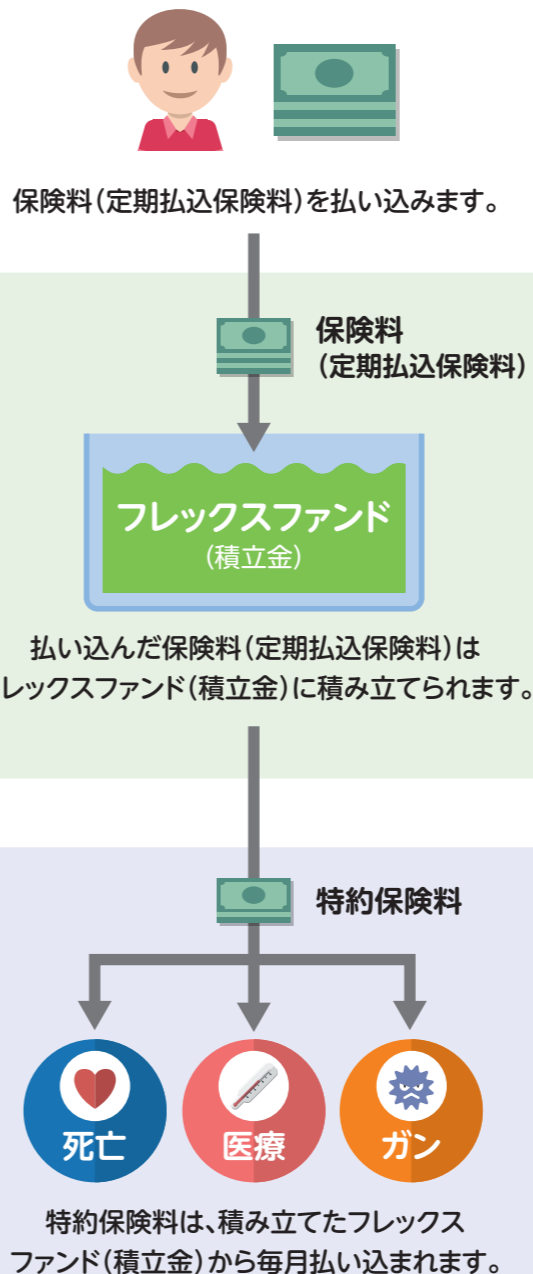 保険料(定期払込保険料)を払い込みます。
保険料
(定期払込保険料)
フレックスファンド
(積立金)
払い込んだ保険料(定期払込保険料)は
レックスファンド(積立金)に積み立てられます。
特約保険料
死亡
医療
ガン
特約保険料は、積み立てたフレックス
ファンド(積立金)から毎月払い込まれます。